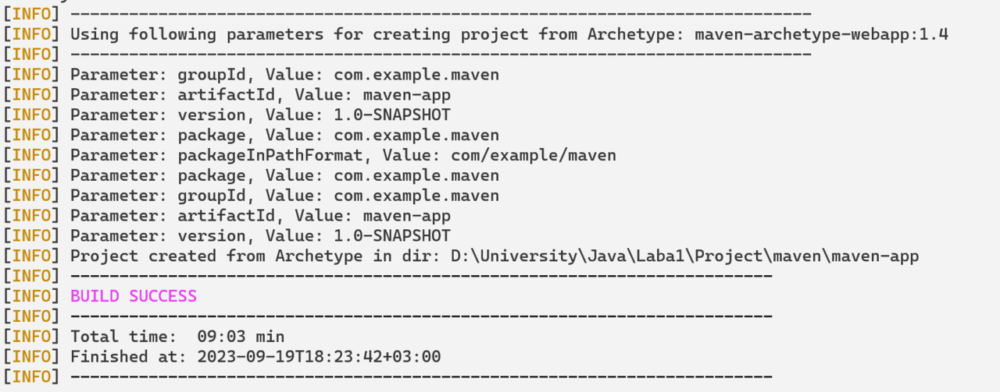 [INFO] ----------------------------------------------------------------------------
[INFO] Using following parameters for creating project from Archetype: maven-archetype-webapp:1.4
[INFO] ----------------------------------------------------------------------------
[INFO] Parameter: groupId, Value: com.example.maven
[INFO] Parameter: artifactId, Value: maven-app
[INFO] Parameter: version, Value: 1.0-SNAPSHOT
[INFO] Parameter: package, Value: com.example.maven
[INFO] Parameter: packageInPathFormat, Value: com/example/maven
[INFO] Parameter: package, Value: com.example.maven
[INFO] Parameter: groupId, Value: com.example.maven
[INFO] Parameter: artifactId, Value: maven-app
[INFO] Parameter: version, Value: 1.0-SNAPSHOT
[INFO] Project created from Archetype in dir: D:\University\Java\Laba1\Project\maven\maven-app
[INFO] ------------------------------------------------------------------------
[INFO] BUILD SUCCESS
[INFO] ------------------------------------------------------------------------
[INFO] Total time:  09:03 min
[INFO] Finished at: 2023-09-19T18:23:42+03:00
[INFO] ------------------------------------------------------------------------